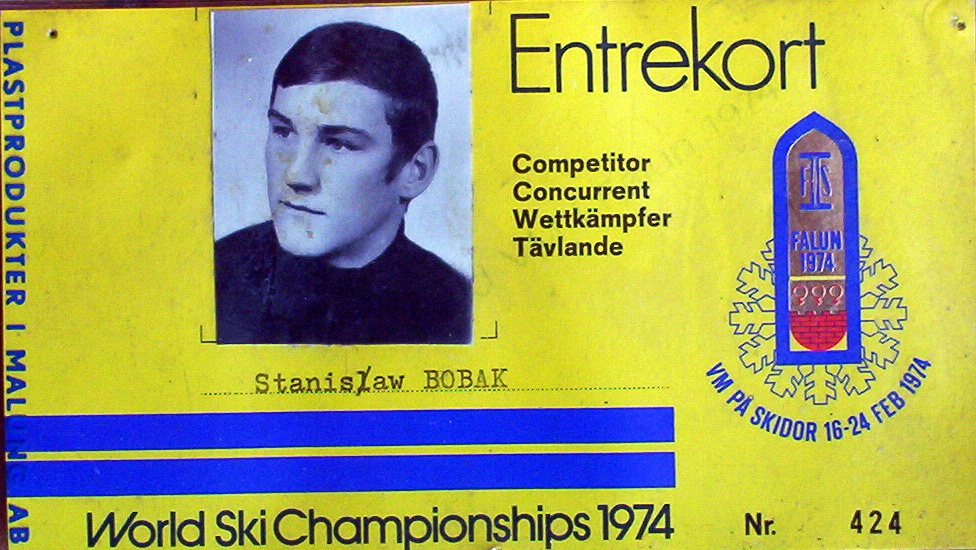 PLASTPRODUKTER I MALUNG AB
Entrekort
Competitor
Concurrent
Wettkämpfer
Tävlande
FIS
FALUN
1974
VM PÅ SKIDOR 16-24 FEB 1974
Stanisław BOBAK
World Ski Championships 1974
Nr. 424